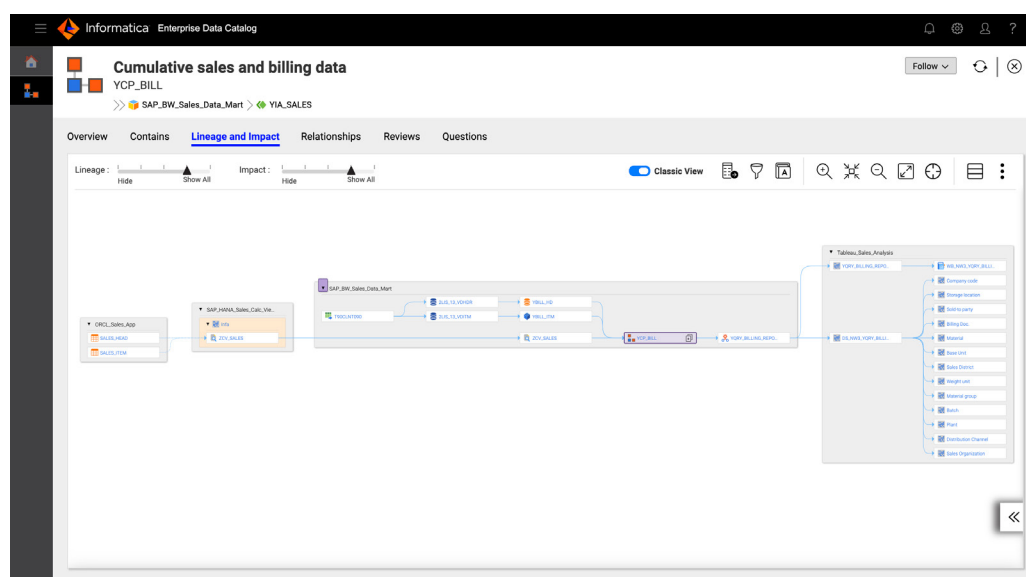 Informatica Enterprise Data Catalog
?
Cumulative sales and billing data
Follow
YCP_BILL
SAP_BW_Sales_Data_Mart > YIA_SALES
Overview Contains Lineage and Impact Relationships Reviews Questions
Lineage : Hide Show All Impact : Hide Show All Classic View A
Tableau_Sales_Analysis
YQRY_BILLING_REPO..
WB_NW3_YQRY_BILLI..
Company code
Storage location
Sold-to party
Billing Doc.
Material
Base Unit
Sales District
Weight unit
Material group
Batch
Plant
Distribution Channel
Sales Organization
SAP_BW_Sales_Data_Mart
2LIS_13_VDHDR
YBILL_HD
2LIS_13_VDITM
YBILL_ITM
SAP_HANA_Sales_Calc_Vie..
ORCL_Sales_App
SALES_HEAD
ZCV_SALES
ZCV_SALES
YCP_BILL
YQRY_BILLING_REPO..
SALES_ITEM